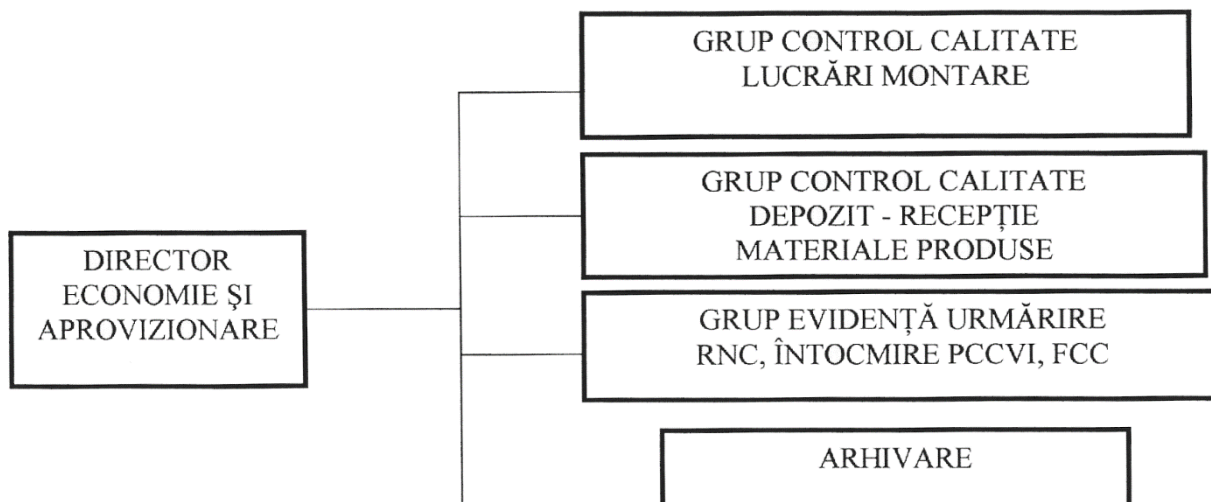 GRUP CONTROL CALITATE
LUCRĂRI MONTARE
GRUP CONTROL CALITATE
DEPOZIT - RECEPȚIE
MATERIALE PRODUSE
DIRECTOR
ECONOMIE ŞI
APROVIZIONARE
GRUP EVIDENȚĂ URMĂRIRE
RNC, ÎNTOCMIRE PCCVI, FCC
ARHIVARE